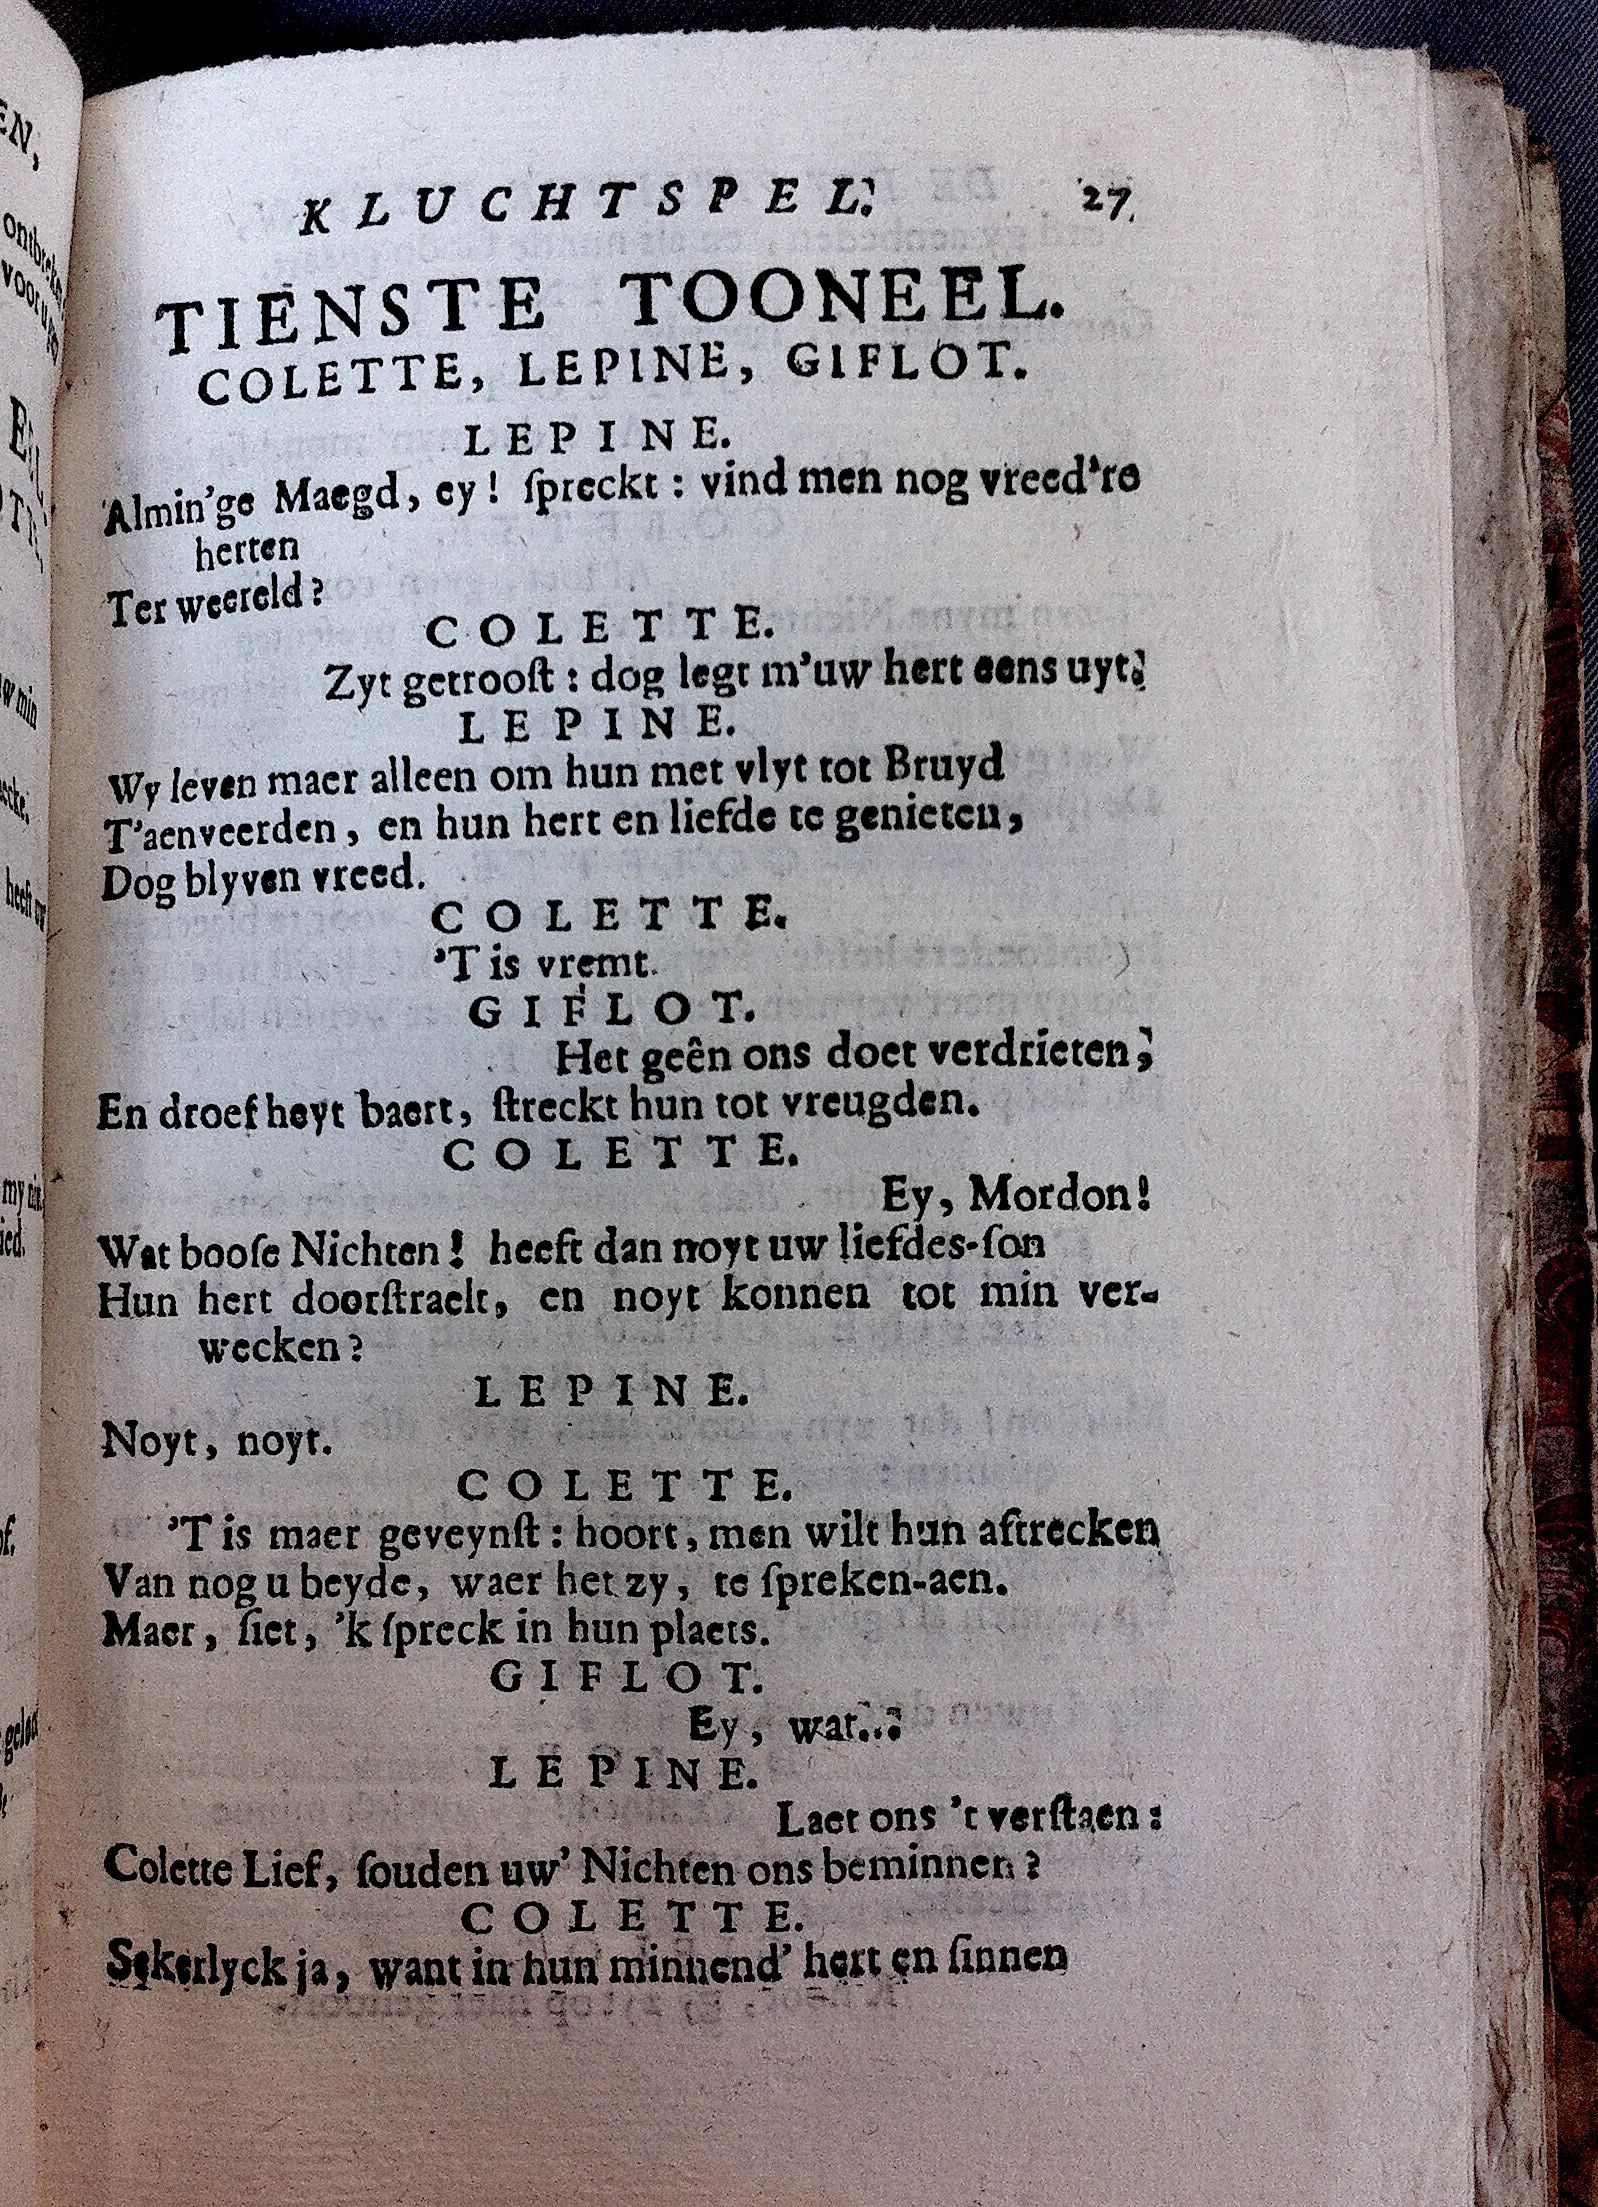 KLUCHTSPEL. 27
TIENSTE TOONEEL.
COLETTE, LEPINE, GIFLOT.
LEPINE.
Almin'ge Maegd, ey! ſpreckt: vind men nog vreed're
herten
Ter weereld?
COLETTE.
Zyt getrooſt: dog legt m'uw hert eens uyt.
LEPINE.
Wy leven maer alleen om hun met vlyt tot Bruyd
T'aenveerden, en hun hert en liefde te genieten,
Dog blyven vreed.
COLETTE.
'T is vremt.
GIFLOT.
Het geên ons doet verdrieten,
En droef heyt baert, ſtreckt hun tot vreugden.
COLETTE.
Ey, Mordon!
Wat booſe Nichten! heeft dan noyt uw liefdes-ſon
Hun hert doorſtraelt, en noyt konnen tot min ver-
wecken?
LEPINE.
Noyt, noyt.
COLETTE.
'T is maer geveynſt: hoort, men wilt hun aftrecken
Van nog u beyde, waer het zy, te ſpreken-aen.
Maer, ſiet, 'k ſpreck in hun plaets.
GIFLOT.
Ey, wat..?
LEPINE.
Laet ons 't verſtaen:
Colette Lief, ſouden uw' Nichten ons beminnen?
COLETTE.
Sekerlyck ja, want in hun minnend' hert en ſinnen